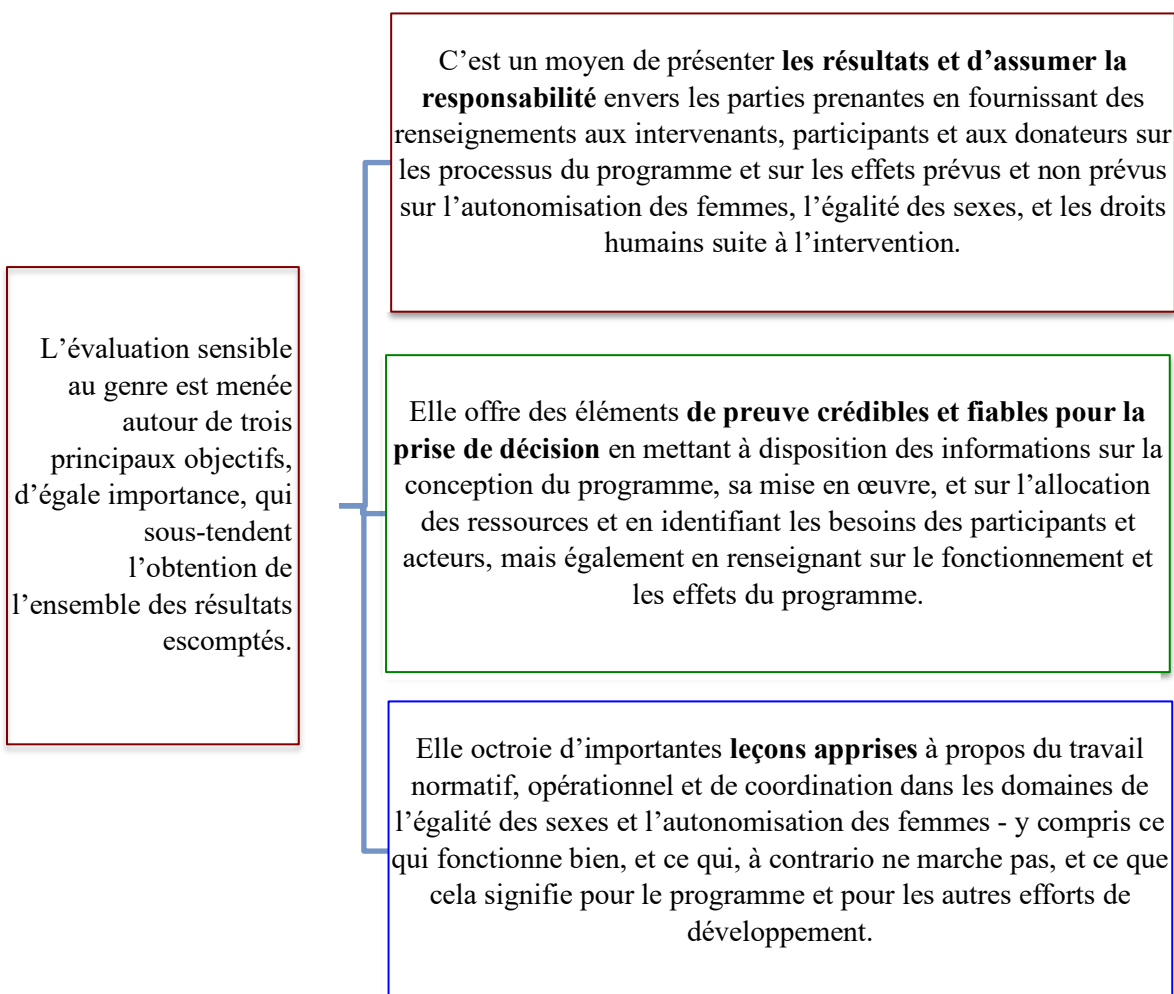 L’évaluation sensible
au genre est menée
autour de trois
principaux objectifs,
d’égale importance, qui
sous-tendent
l’obtention de
l’ensemble des résultats
escomptés.
C’est un moyen de présenter les résultats et d’assumer la
responsabilité envers les parties prenantes en fournissant des
renseignements aux intervenants, participants et aux donateurs sur
les processus du programme et sur les effets prévus et non prévus
sur l’autonomisation des femmes, l’égalité des sexes, et les droits
humains suite à l’intervention.
Elle offre des éléments de preuve crédibles et fiables pour la
prise de décision en mettant à disposition des informations sur la
conception du programme, sa mise en œuvre, et sur l’allocation
des ressources et en identifiant les besoins des participants et
acteurs, mais également en renseignant sur le fonctionnement et
les effets du programme.
Elle octroie d’importantes leçons apprises à propos du travail
normatif, opérationnel et de coordination dans les domaines de
l’égalité des sexes et l’autonomisation des femmes - y compris ce
qui fonctionne bien, et ce qui, à contrario ne marche pas, et ce que
cela signifie pour le programme et pour les autres efforts de
développement.